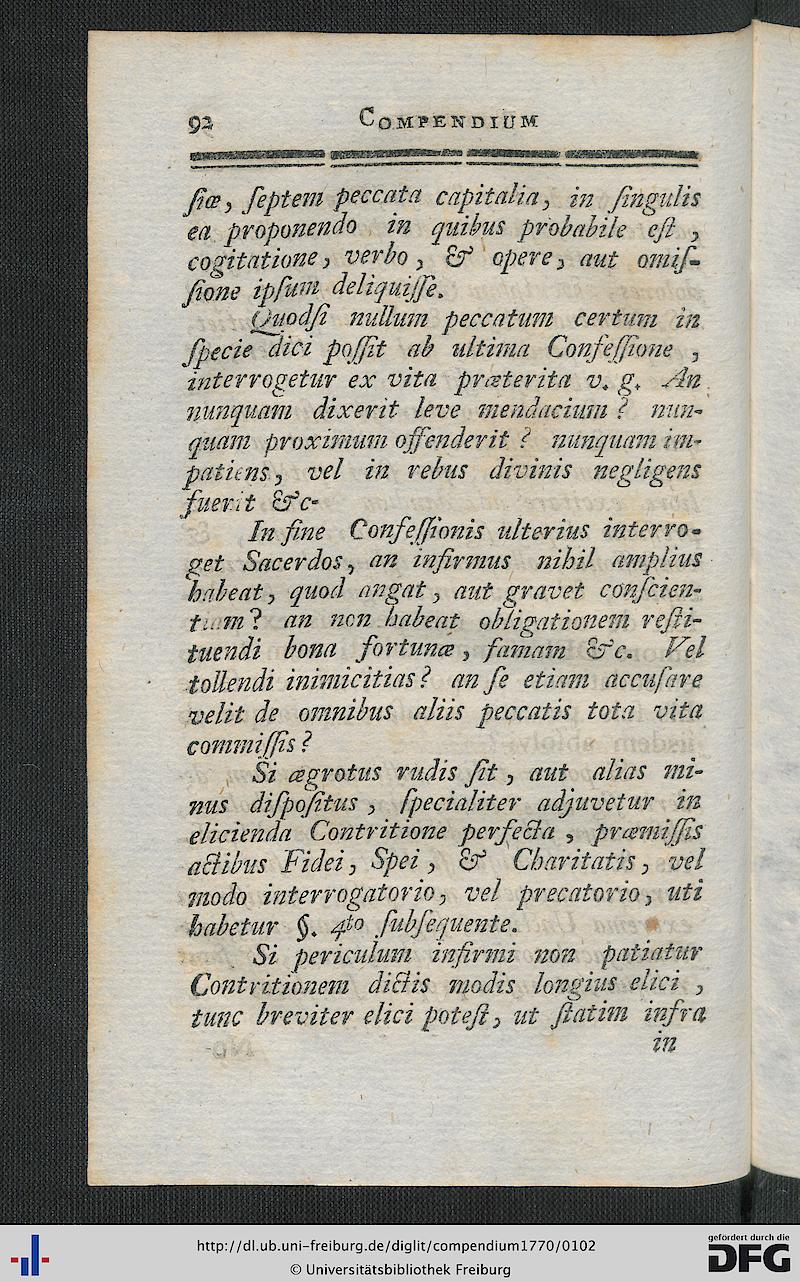 92 COMPENDIUM
ſiæ, ſeptem peccata capitalia, in ſingulis
ea proponendo in quibus probabile eſt ,
cogitatione, verbo, & opere, aut omiſ-
ſione ipſum deliquiſſe.
Quodſi nullum peccatum certum in
ſpecie dici poſſit ab ultima Confeſſione ,
interrogetur ex vita præterita v. g. An
nunquam dixerit leve mendacium ? nun-
quam proximum offenderit ? nunquam im-
patiens, vel in rebus divinis negligens
fuerit &c-
In fine Confeſſionis ulterius interro-
get Sacerdos, an infirmus nihil amplius
habeat, quod angat, aut gravet conſcien-
tiam? an non habeat obligationem reſti-
tuendi bona fortunæ, famam &c. Vel
tollendi inimicitias? an ſe etiam accuſare
velit de omnibus aliis peccatis tota vita
commiſſis?
Si ægrotus rudis ſit , aut alias mi-
nus diſpoſitus , ſpecialiter adjuvetur in
elicienda Contritione perfecta , præmiſſis
actibus Fidei, Spei, & Charitatis, vel
modo interrogatorio, vel precatorio, uti
habetur §. 4to ſubſequente.
Si periculum infirmi non patiatur
Contritionem dictis modis longius elici ,
tunc breviter elici poteſt, ut ſtatim infra
in
http://dl.ub.uni-freiburg.de/diglit/compendium1770/0102
© Universitätsbibliothek Freiburg
gefördert durch die
DFG